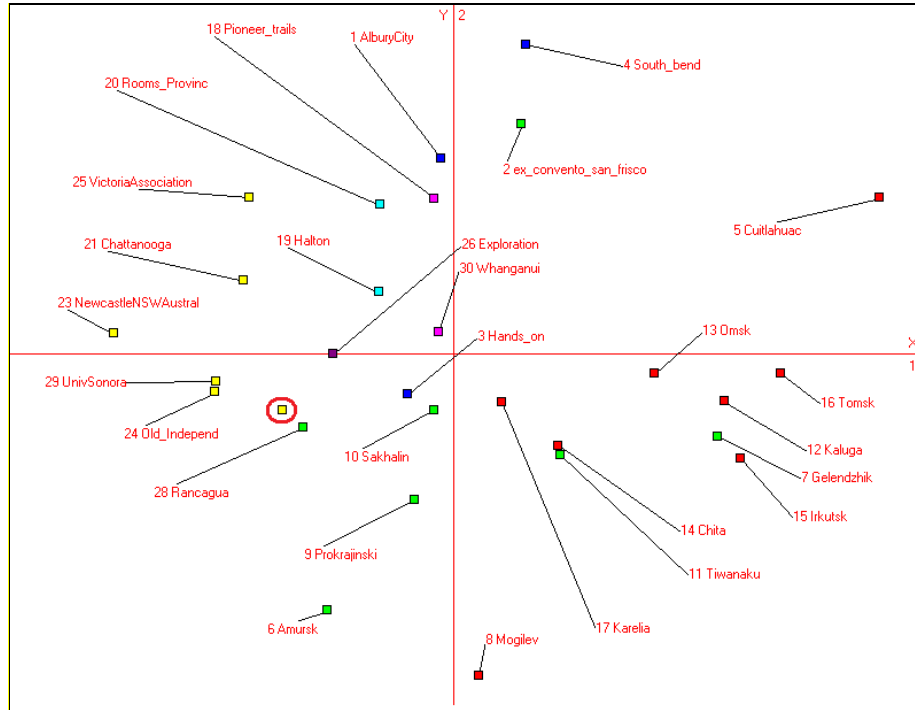 Y 2
18 Pioneer_trails
1 AlburyCity
4 South_bend
20 Rooms_Provinc
2 ex_convento_san_frisco
25 VictoriaAssociation
5 Cuitlahuac
21 Chattanooga
19 Halton
26 Exploration
30 Whanganui
23 NewcastleNSWAustral
3 Hands_on
13 Omsk
X
1
29 UnivSonora
16 Tomsk
24 Old_Independ
10 Sakhalin
12 Kaluga
7 Gelendzhik
28 Rancagua
15 Irkutsk
14 Chita
9 Prokrajinski
11 Tiwanaku
6 Amursk
17 Karelia
8 Mogilev